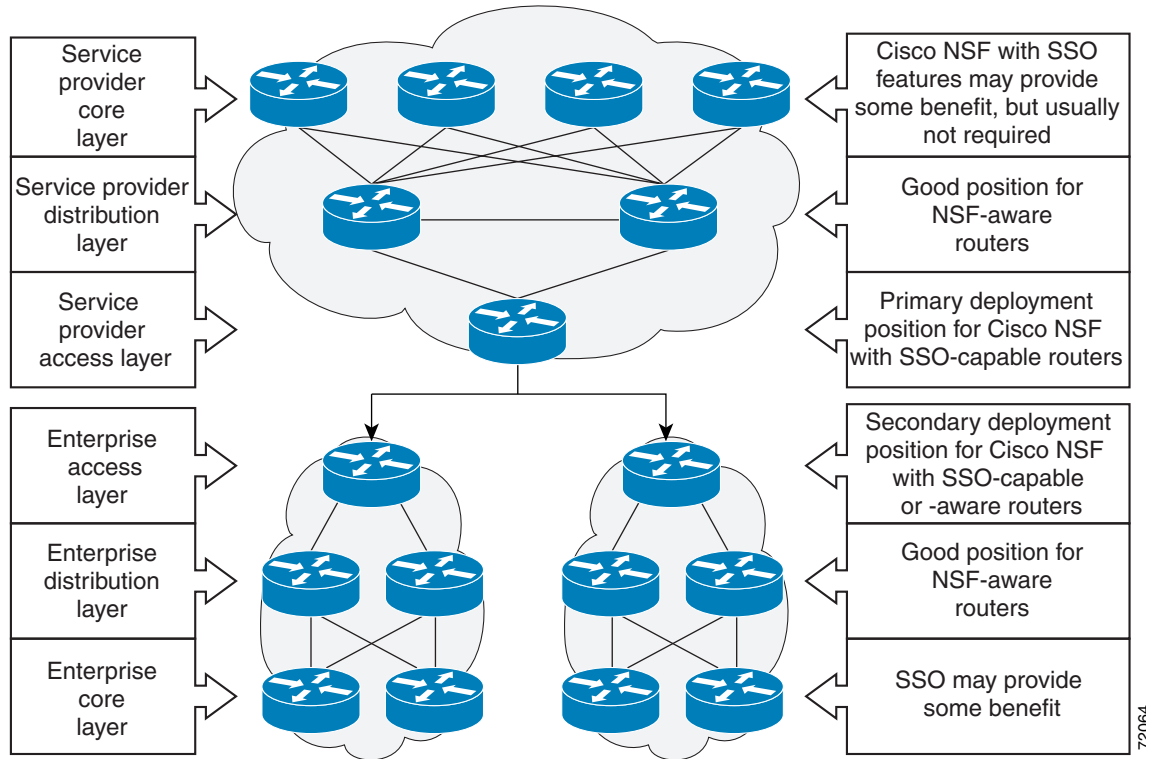 Service
provider
core
layer
Cisco NSF with SSO
features may provide
some benefit, but usually
not required
Service provider
distribution
layer
Good position for
NSF-aware
routers
Service
provider
access layer
Primary deployment
position for Cisco NSF
with SSO-capable routers
Enterprise
access
layer
Secondary deployment
position for Cisco NSF
with SSO-capable
or -aware routers
Enterprise
distribution
layer
Good position for
NSF-aware
routers
Enterprise
core
layer
SSO may provide
some benefit
72064